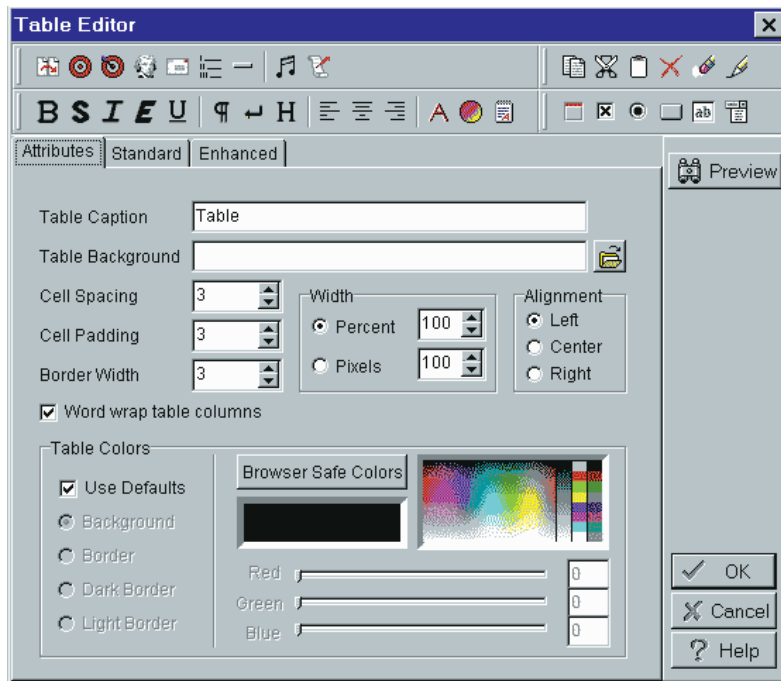 Table Editor
B S I E U ¶ H A ab
Attributes Standard Enhanced
Preview
Table Caption Table
Table Background
Cell Spacing 3 Width Alignment
Percent 100 Left
Cell Padding 3 Center
Pixels 100 Right
Border Width 3
Word wrap table columns
Table Colors
Browser Safe Colors
Use Defaults
Background
Border
Dark Border
Light Border
Red 0
Green 0
Blue 0
OK
Cancel
? Help